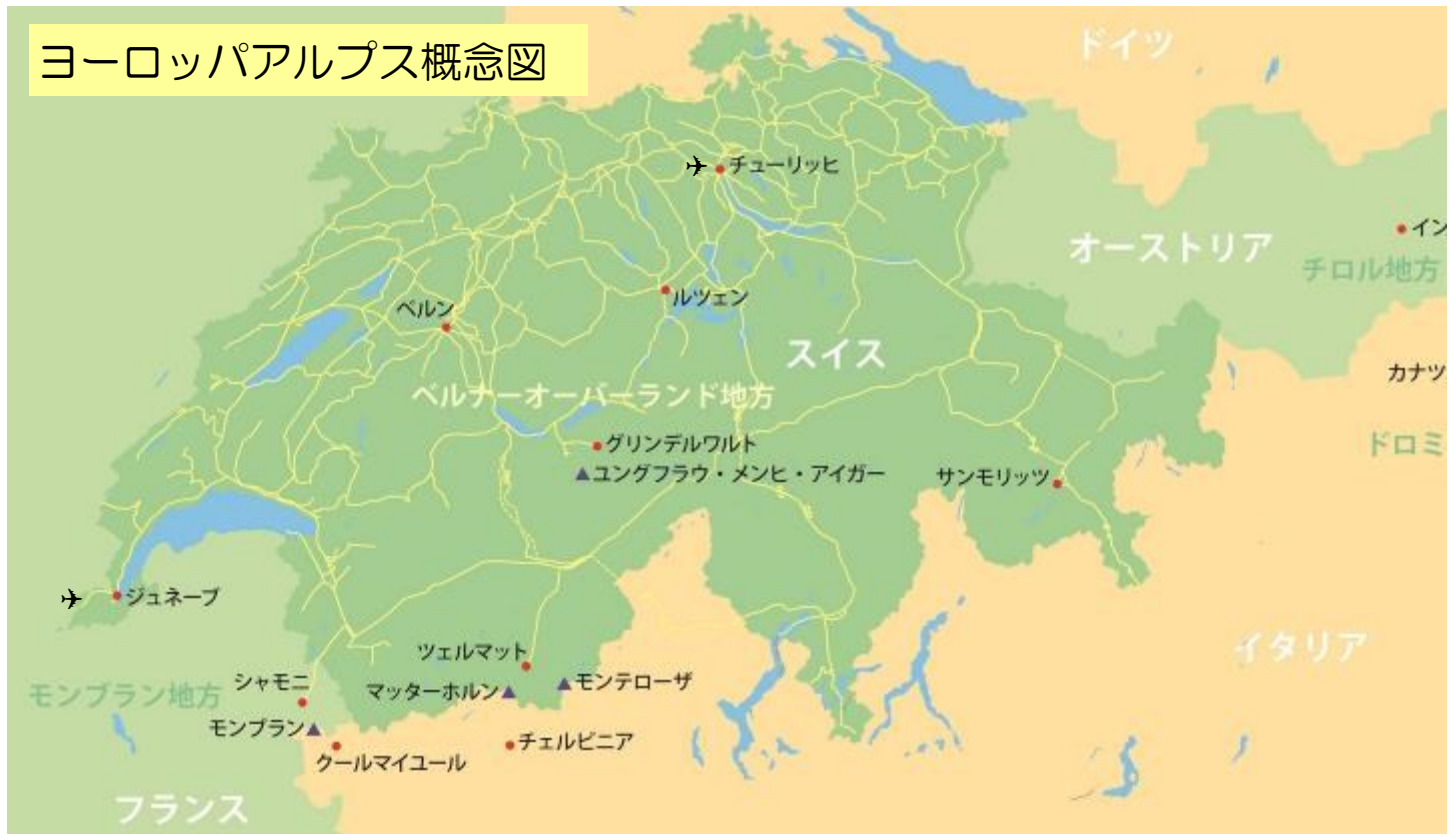 ヨーロッパアルプス概念図
ドイツ
✈ チューリッヒ
オーストリア
イン
チロル地方
ルツェン
ベルン
スイス
カナツ
ベルナーオーバーランド地方
グリンデルワルト
ドロミ
▲ユングフラウ・メンヒ・アイガー
サンモリッツ
✈ ジュネーブ
イタリア
ツェルマット
シャモニ
マッターホルン▲
▲モンテローザ
モンブラン地方
モンブラン▲
チェルビニア
クールマイユール
フランス